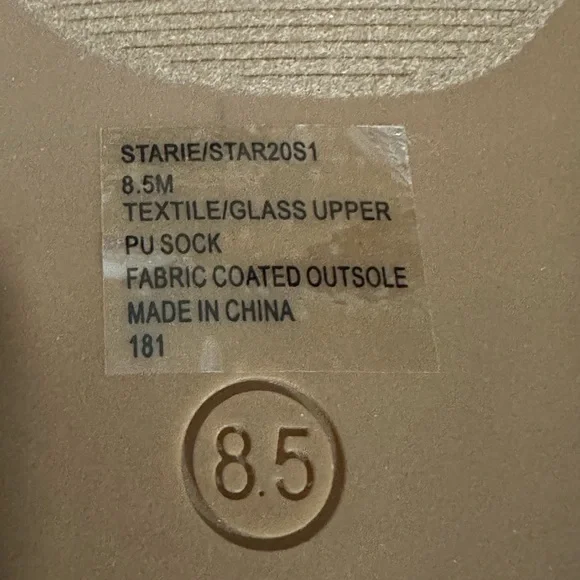 STARIE/STAR20S1
8.5M
TEXTILE/GLASS UPPER
PU SOCK
FABRIC COATED OUTSOLE
MADE IN CHINA
181
8.5